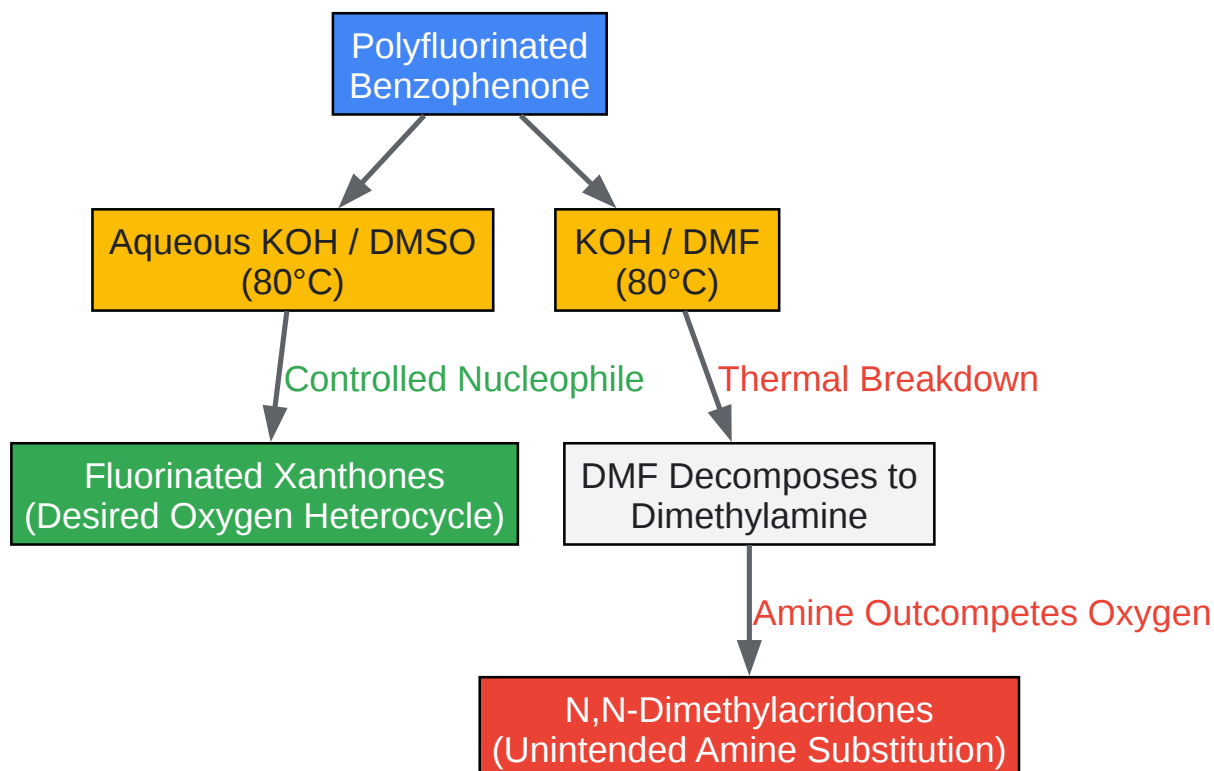 Polyfluorinated
Benzophenone
Aqueous KOH / DMSO
(80°C)
KOH / DMF
(80°C)
Controlled Nucleophile
Thermal Breakdown
Fluorinated Xanthones
(Desired Oxygen Heterocycle)
DMF Decomposes to
Dimethylamine
Amine Outcompetes Oxygen
N,N-Dimethylacridones
(Unintended Amine Substitution)